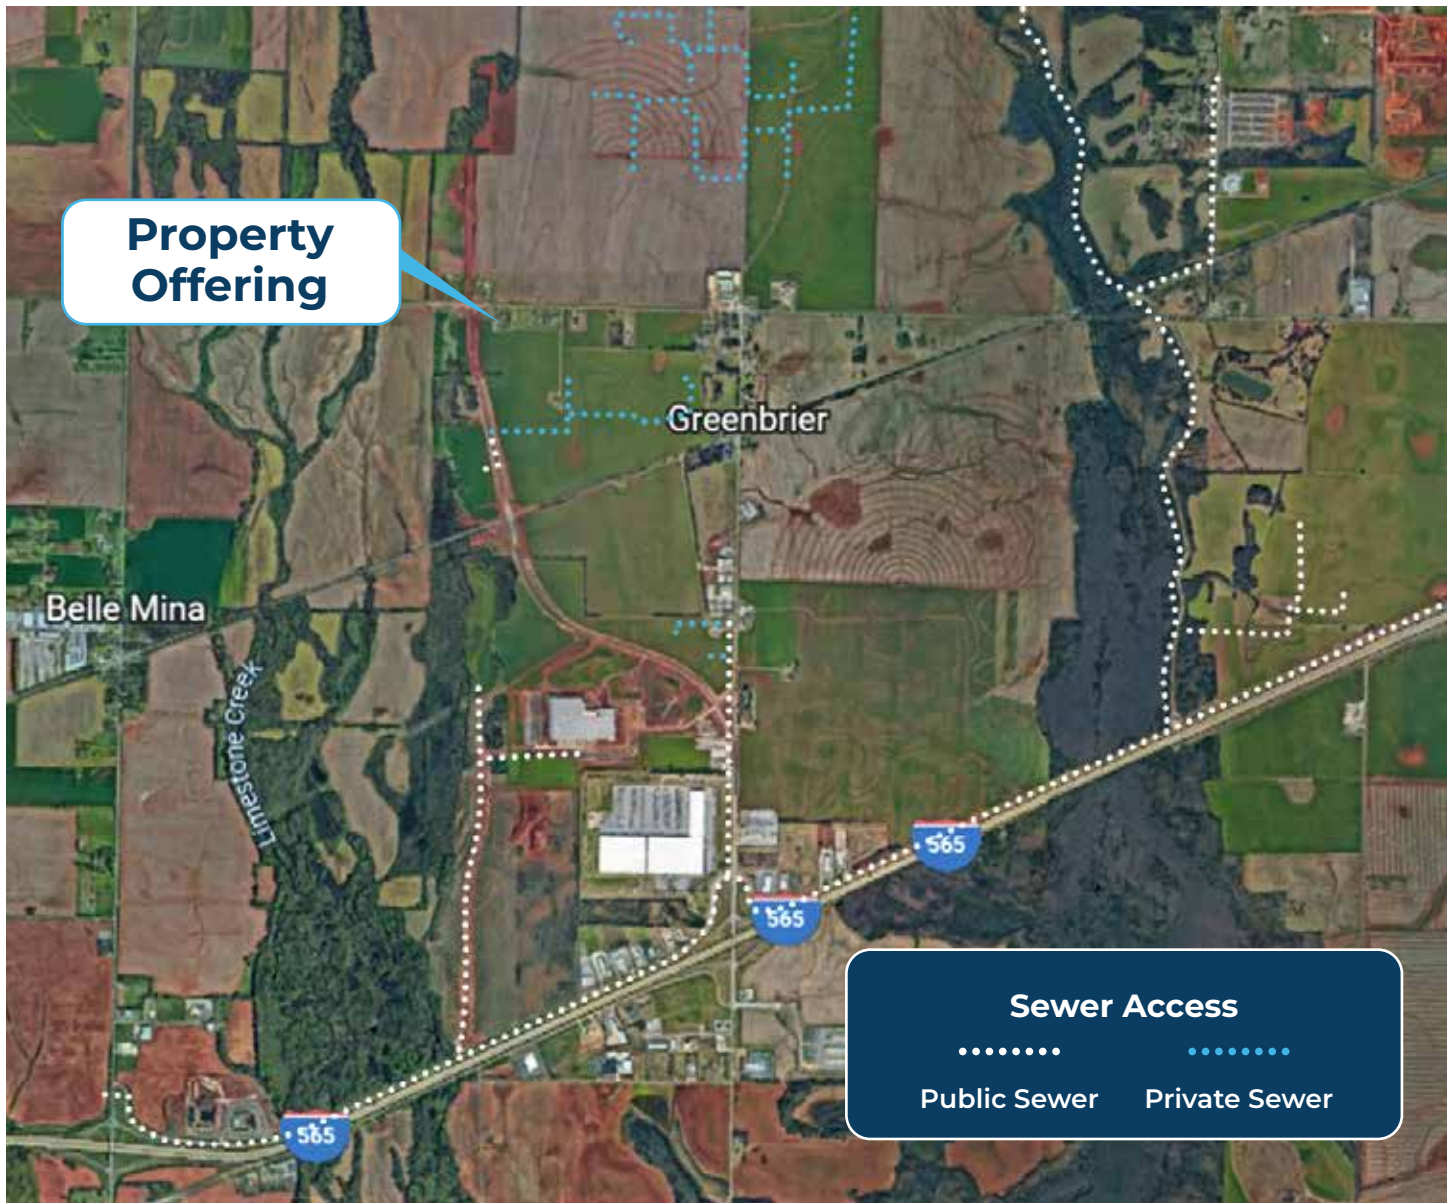 Property
Offering
Greenbrier
Belle Mina
Limestone Creek
565
565
565
Sewer Access
Public Sewer
Private Sewer